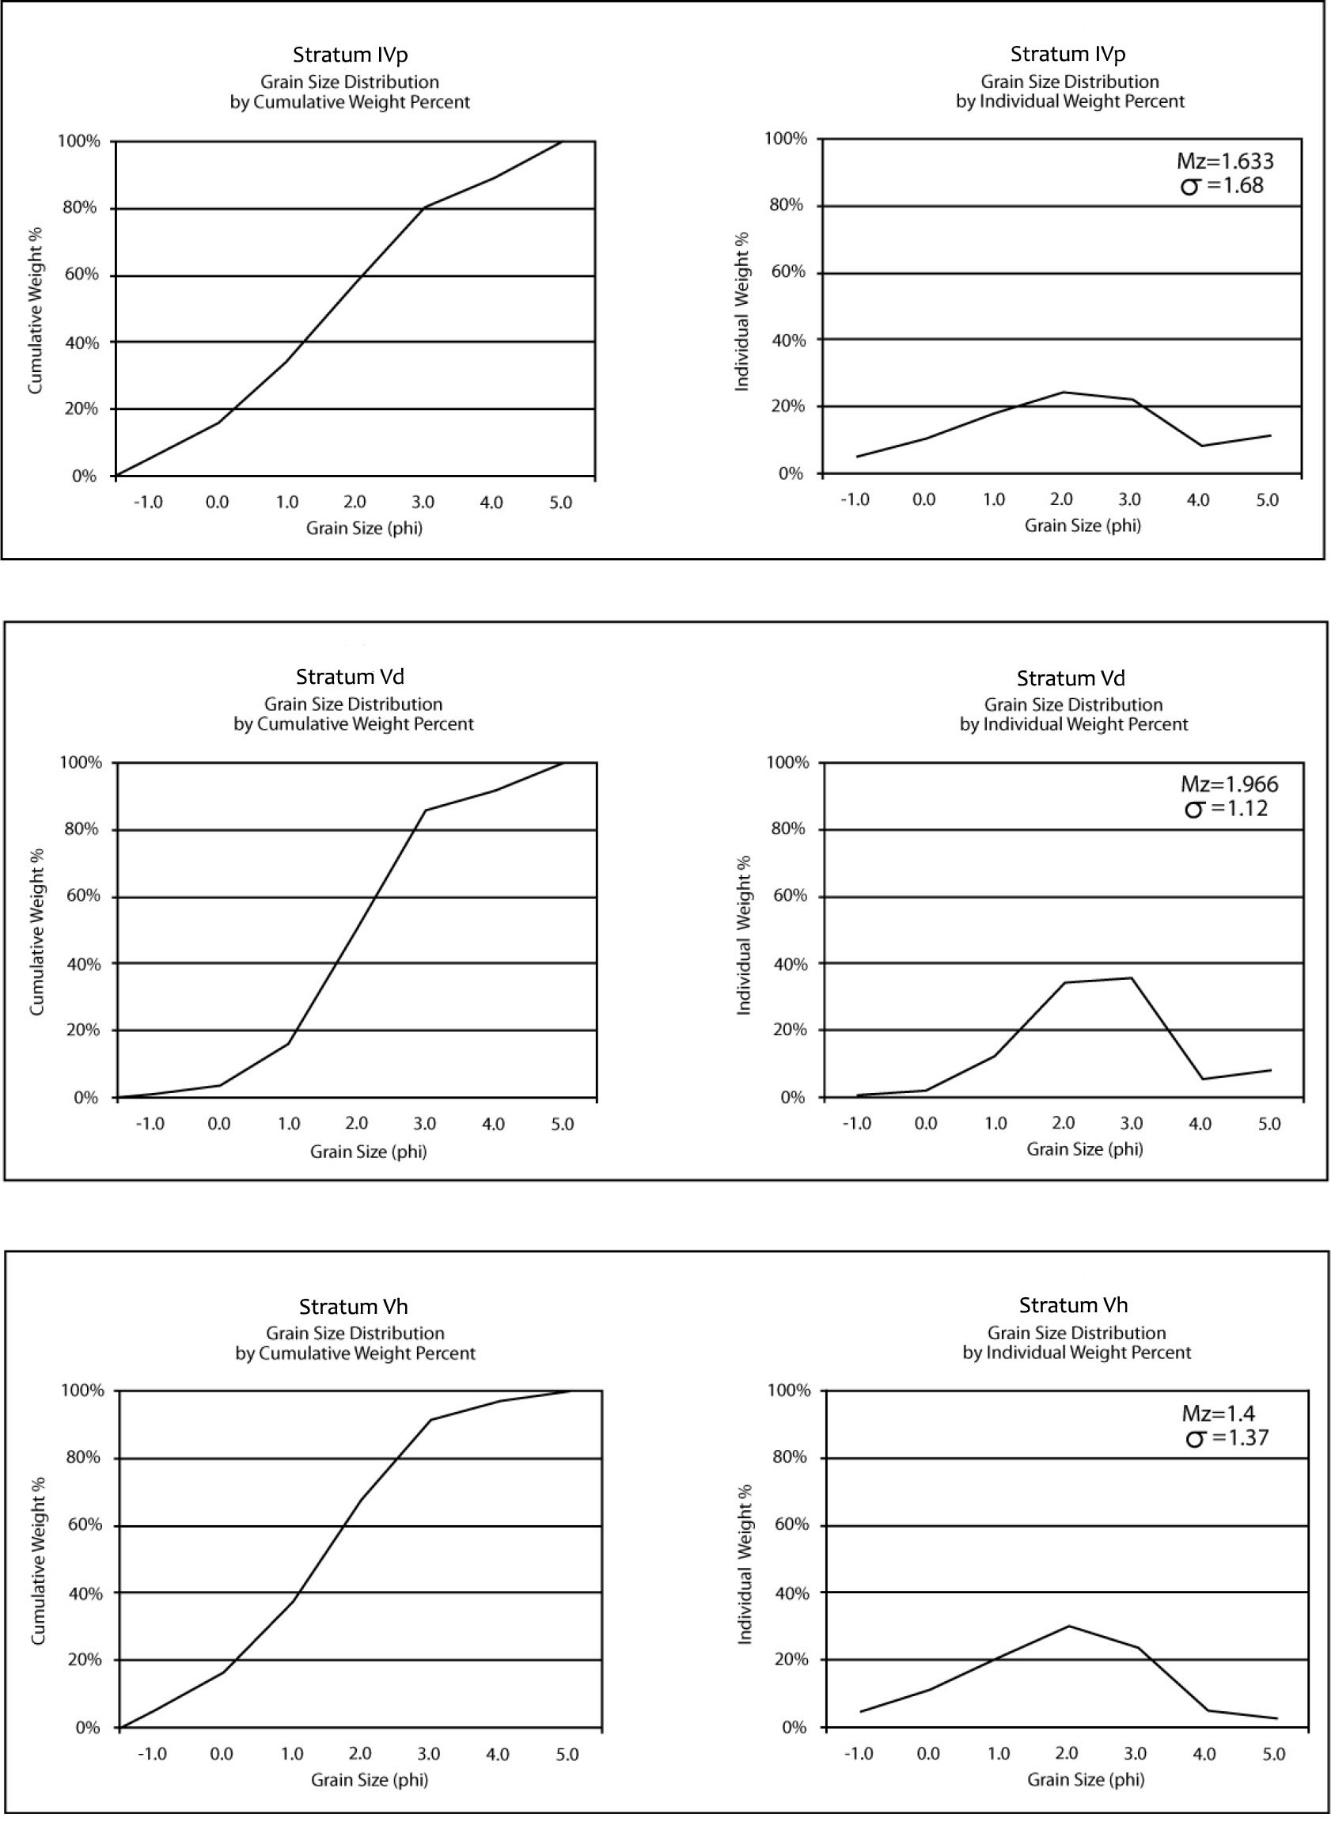 Stratum IVp
Grain Size Distribution
by Cumulative Weight Percent
100%
80%
60%
40%
20%
0%
Cumulative Weight %
-1.0 0.0 1.0 2.0 3.0 4.0 5.0
Grain Size (phi)
Stratum IVp
Grain Size Distribution
by Individual Weight Percent
Mz=1.633
σ=1.68
100%
80%
60%
40%
20%
0%
Individual Weight %
-1.0 0.0 1.0 2.0 3.0 4.0 5.0
Grain Size (phi)
Stratum Vd
Grain Size Distribution
by Cumulative Weight Percent
100%
80%
60%
40%
20%
0%
Cumulative Weight %
-1.0 0.0 1.0 2.0 3.0 4.0 5.0
Grain Size (phi)
Stratum Vd
Grain Size Distribution
by Individual Weight Percent
Mz=1.966
σ=1.12
100%
80%
60%
40%
20%
0%
Individual Weight %
-1.0 0.0 1.0 2.0 3.0 4.0 5.0
Grain Size (phi)
Stratum Vh
Grain Size Distribution
by Cumulative Weight Percent
100%
80%
60%
40%
20%
0%
Cumulative Weight %
-1.0 0.0 1.0 2.0 3.0 4.0 5.0
Grain Size (phi)
Stratum Vh
Grain Size Distribution
by Individual Weight Percent
Mz=1.4
σ=1.37
100%
80%
60%
40%
20%
0%
Individual Weight %
-1.0 0.0 1.0 2.0 3.0 4.0 5.0
Grain Size (phi)